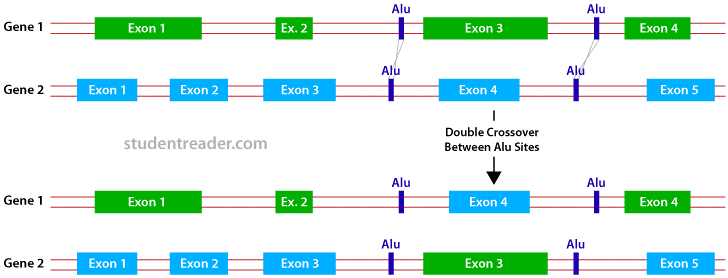 Alu Alu
Gene 1 Exon 1 Ex. 2 Exon 3 Exon 4
Alu Alu
Gene 2 Exon 1 Exon 2 Exon 3 Exon 4 Exon 5
studentreader.com
Double Crossover
Between Alu Sites
Alu Alu
Gene 1 Exon 1 Ex. 2 Exon 4 Exon 4
Alu Alu
Gene 2 Exon 1 Exon 2 Exon 3 Exon 3 Exon 5